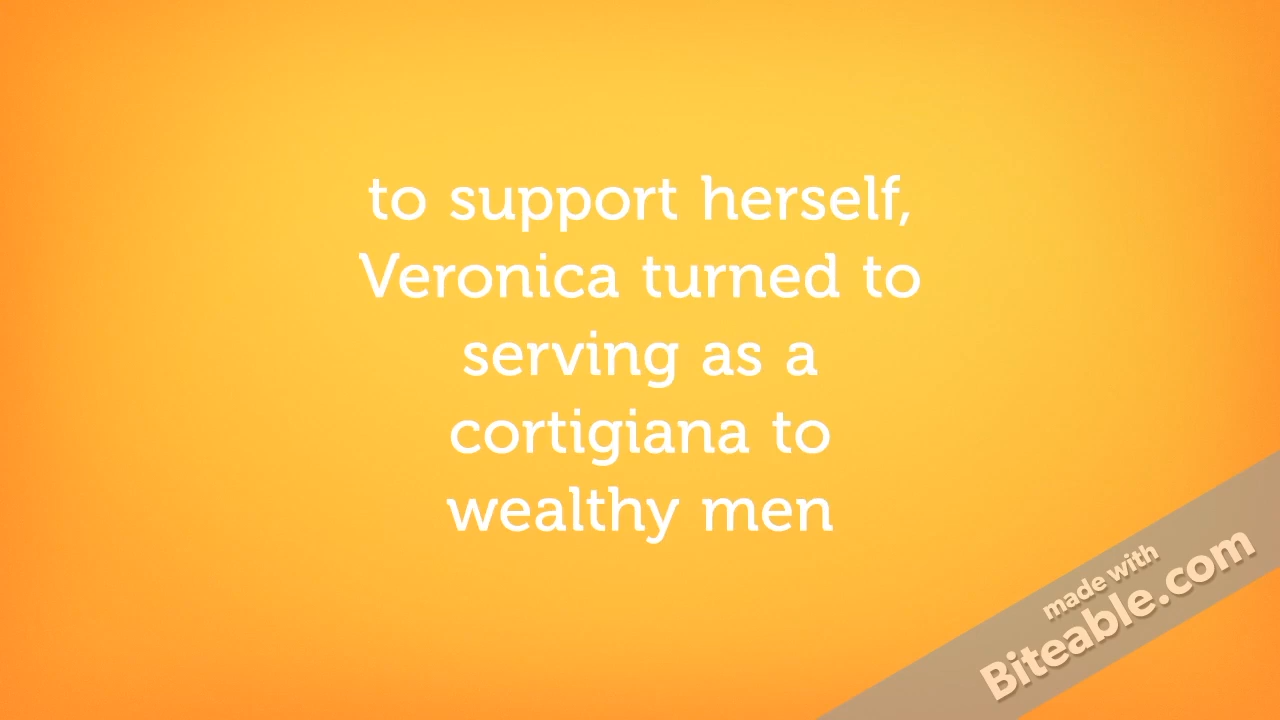 to support herself,
Veronica turned to
serving as a
cortigiana to
wealthy men
made with
Biteable.com